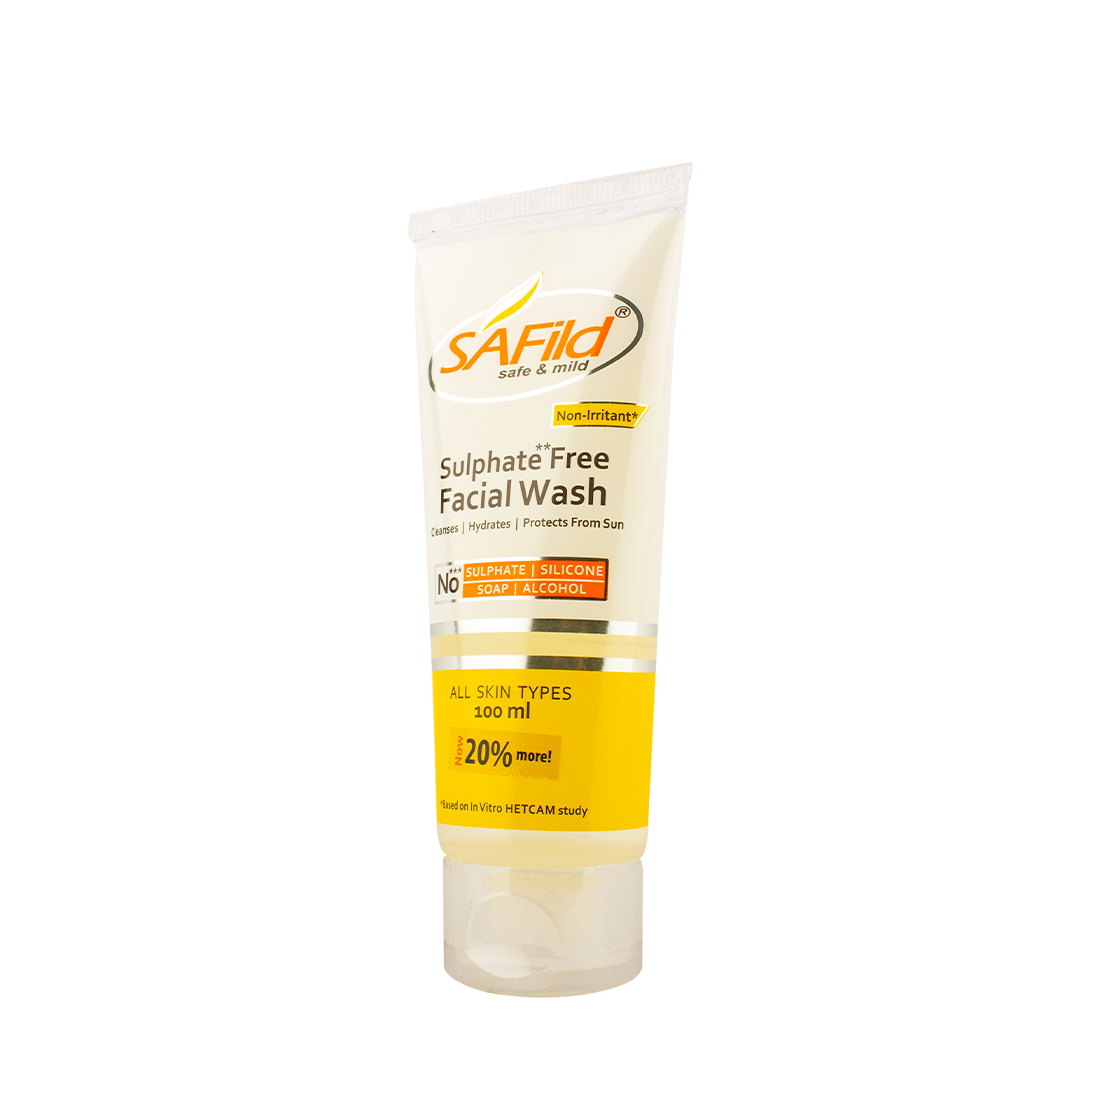 SAFild®
safe & mild
Non-Irritant*
Sulphate**Free
Facial Wash
Cleanses | Hydrates | Protects From Sun
No***
SULPHATE | SILICONE
SOAP | ALCOHOL
ALL SKIN TYPES
100 ml
Now 20% more!
*Based on In Vitro HETCAM study